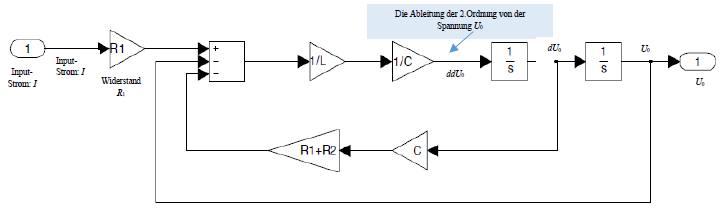 Die Ableitung der 2.Ordnung von der
Spannung U₀
1
Input-
Strom: I
Input-
Strom: I
R1
Widerstand
R₁
+
−
−
1/L
1/C
ddU₀
1
s
dU₀
1
s
U₀
1
U₀
R1+R2
C